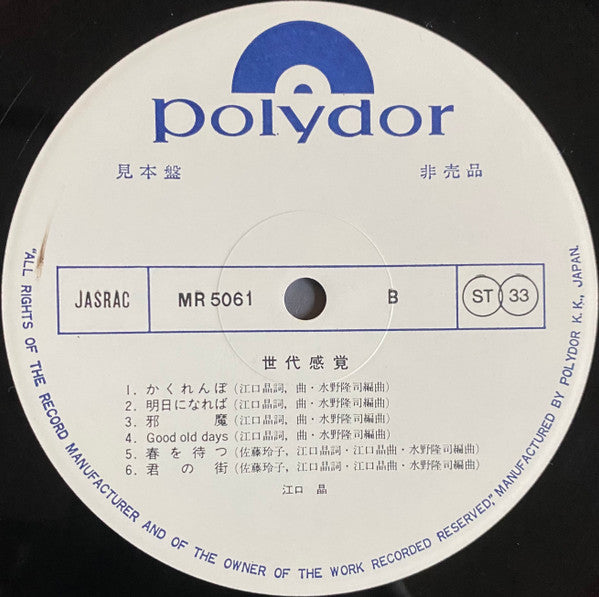 polydor
見本盤 非売品
JASRAC MR 5061 B ST 33
世代感覚
1. かくれんぼ (江口晶詞, 曲・水野隆司編曲)
2. 明日になれば (江口晶詞, 曲・水野隆司編曲)
3. 邪魔 (江口晶詞, 曲・水野隆司編曲)
4. Good old days (江口晶詞, 曲・水野隆司編曲)
5. 春を待つ (佐藤玲子, 江口晶詞・江口晶曲・水野隆司編曲)
6. 君の街 (佐藤玲子, 江口晶詞・江口晶曲・水野隆司編曲)
江口 晶
"ALL RIGHTS OF THE RECORD MANUFACTURER AND OF THE OWNER OF THE WORK RECORDED RESERVED," MANUFACTURED BY POLYDOR K.K., JAPAN.